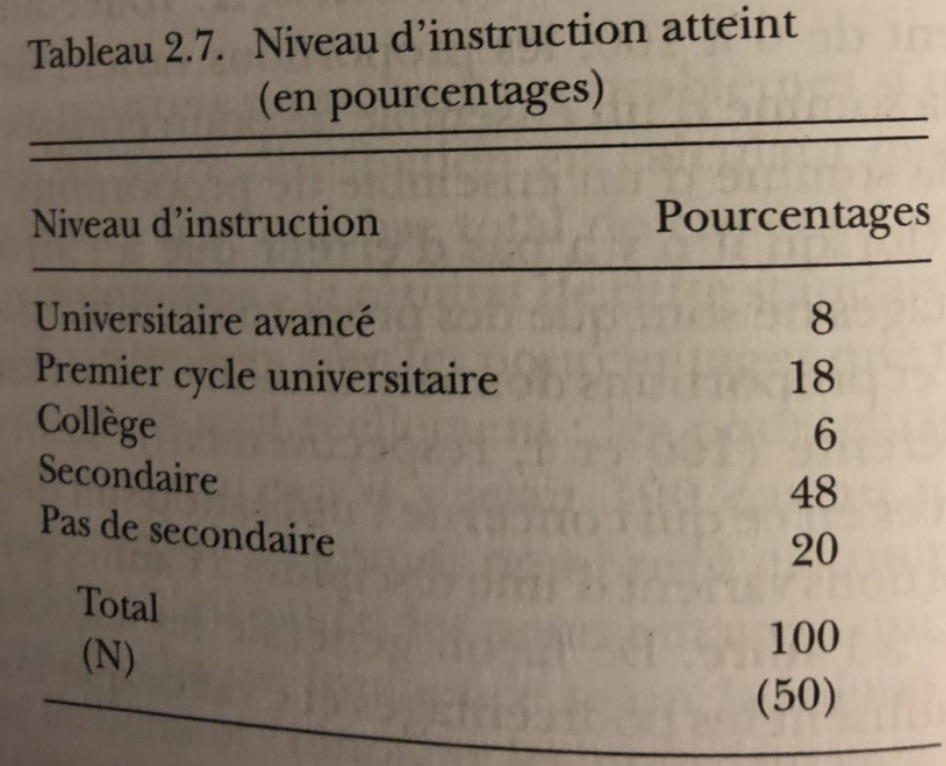 Tableau 2.7. Niveau d'instruction atteint
(en pourcentages)
Niveau d'instruction Pourcentages
Universitaire avancé 8
Premier cycle universitaire 18
Collège 6
Secondaire 48
Pas de secondaire 20
Total 100
(N) (50)